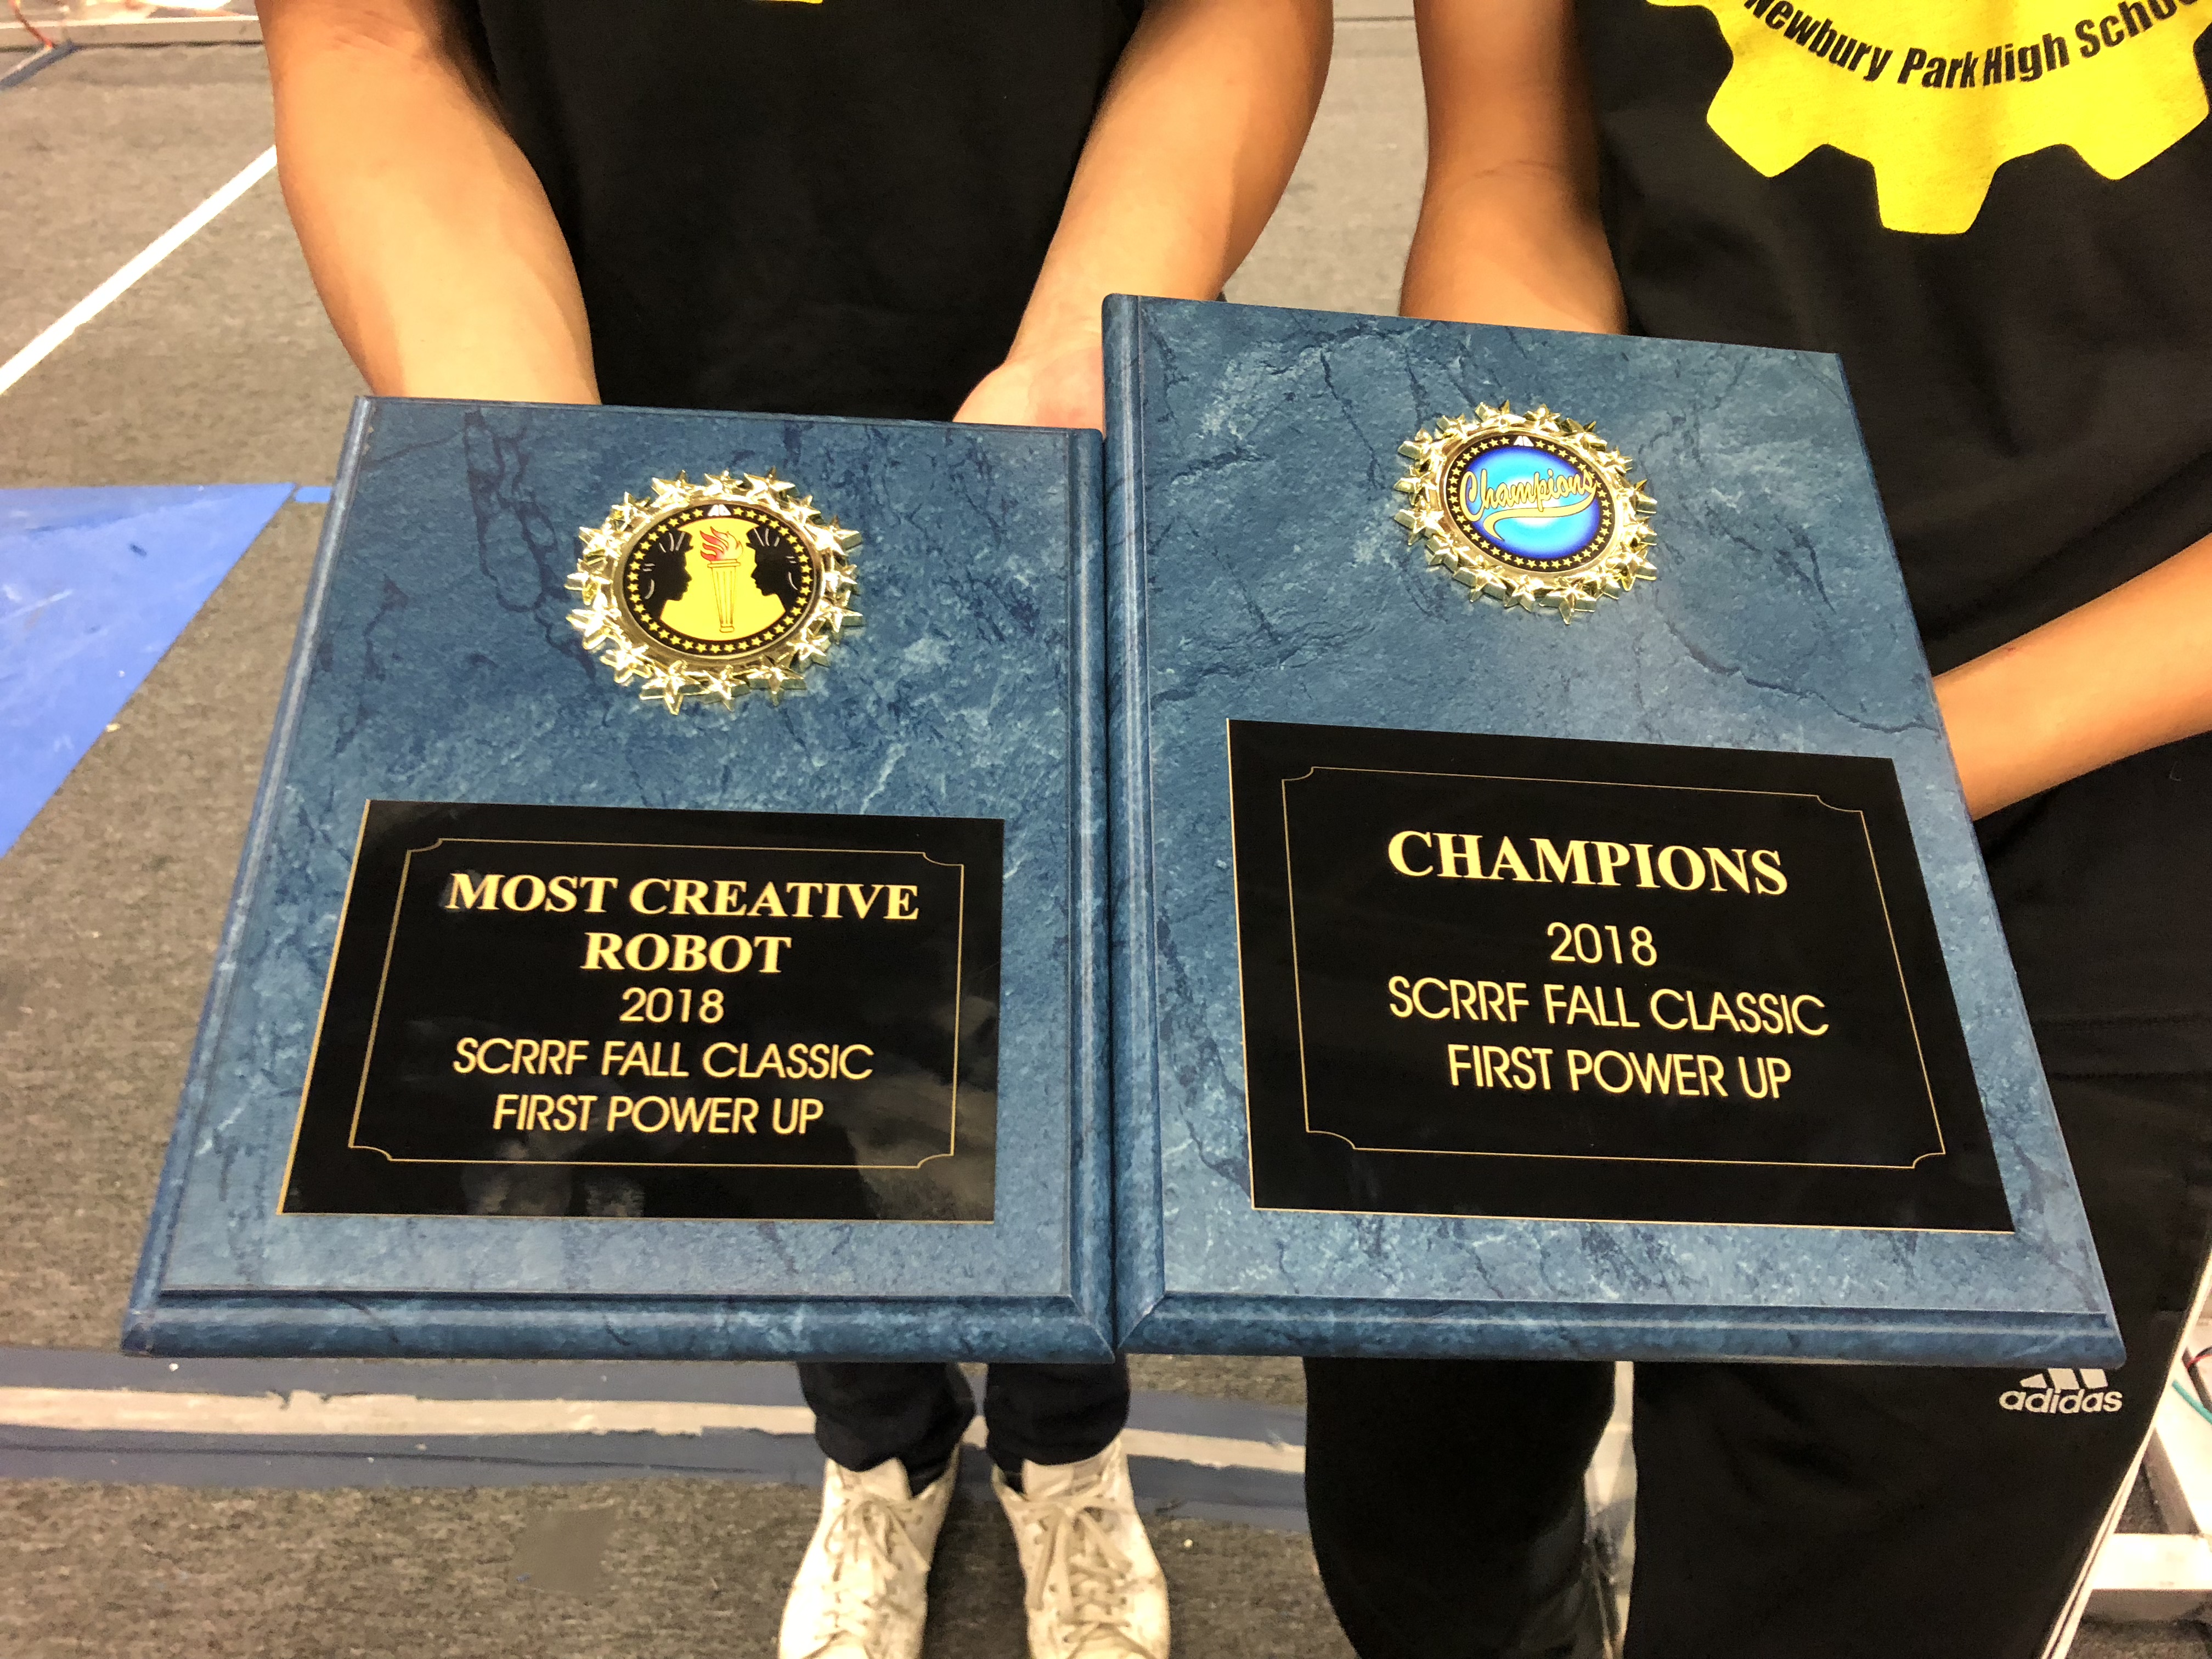 Newbury Park High Schoo
Champions
CHAMPIONS
2018
SCRRF FALL CLASSIC
FIRST POWER UP
MOST CREATIVE
ROBOT
2018
SCRRF FALL CLASSIC
FIRST POWER UP
adidas